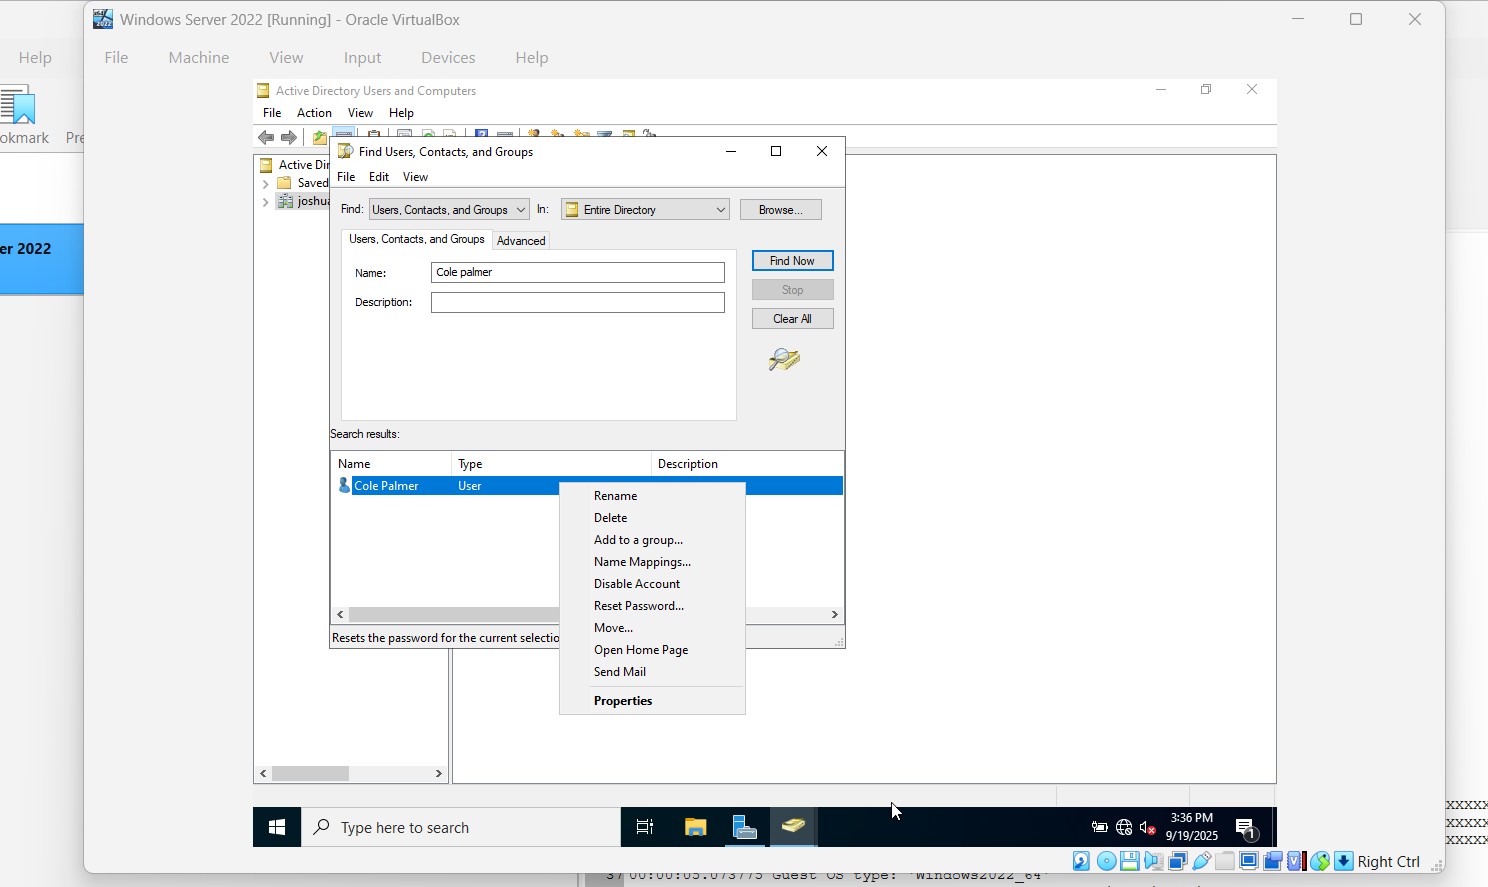 Windows Server 2022 [Running] - Oracle VirtualBox
Help
File Machine View Input Devices Help
Active Directory Users and Computers
File Action View Help
okmark Pre
Find Users, Contacts, and Groups
Active Dir
Saved
joshua
File Edit View
Find: Users, Contacts, and Groups In: Entire Directory Browse...
Users, Contacts, and Groups Advanced
er 2022
Find Now
Name: Cole palmer
Stop
Description:
Clear All
Search results:
Name Type Description
Cole Palmer User
Rename
Delete
Add to a group...
Name Mappings...
Disable Account
Reset Password...
Move...
Open Home Page
Send Mail
Properties
Resets the password for the current selectio
Type here to search
3:36 PM
9/19/2025
1
xxxxx
xxxxx
xxxxx
Right Ctrl
37 00:00:05.073775 Guest OS type: 'Windows2022_64'